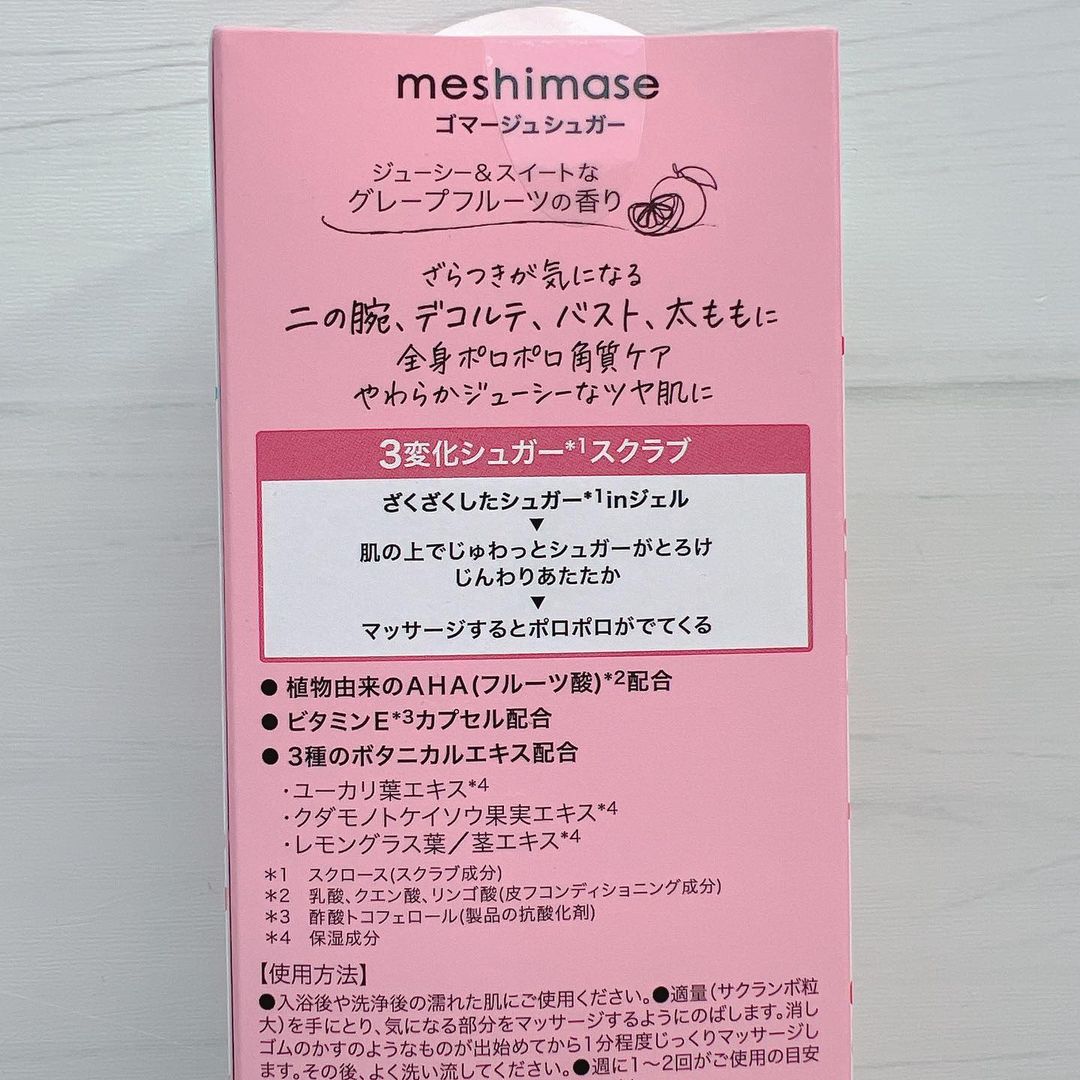 meshimase
ゴマージュシュガー
ジューシー&スイートな
グレープフルーツの香り
ざらつきが気になる
二の腕、デコルテ、バスト、太ももに
全身ポロポロ角質ケア
やわらかジューシーなツヤ肌に
3変化シュガー*1スクラブ
ざくざくしたシュガー*1inジェル
▼
肌の上でじゅわっとシュガーがとろけ
じんわりあたたか
▼
マッサージするとポロポロがでてくる
● 植物由来のAHA(フルーツ酸)*2配合
● ビタミンE*3カプセル配合
● 3種のボタニカルエキス配合
・ユーカリ葉エキス*4
・クダモノトケイソウ果実エキス*4
・レモングラス葉/茎エキス*4
*1 スクロース(スクラブ成分)
*2 乳酸、クエン酸、リンゴ酸(皮フコンディショニング成分)
*3 酢酸トコフェロール(製品の抗酸化剤)
*4 保湿成分
【使用方法】
●入浴後や洗浄後の濡れた肌にご使用ください。●適量(サクランボ粒
大)を手にとり、気になる部分をマッサージするようにのばします。消し
ゴムのかすのようなものが出始めてから1分程度じっくりマッサージし
ます。その後、よく洗い流してください。●週に1〜2回がご使用の目安